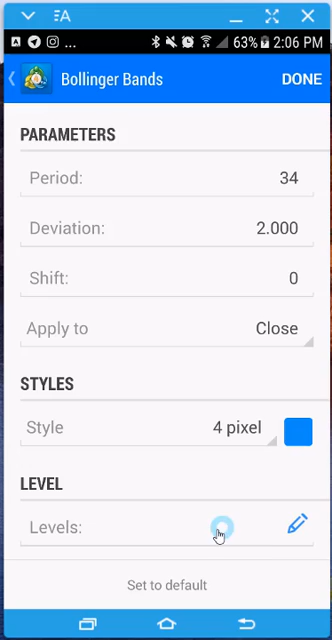 A ... 63% 2:06 PM
Bollinger Bands DONE
PARAMETERS
Period: 34
Deviation: 2.000
Shift: 0
Apply to Close
STYLES
Style 4 pixel
LEVEL
Levels:
Set to default